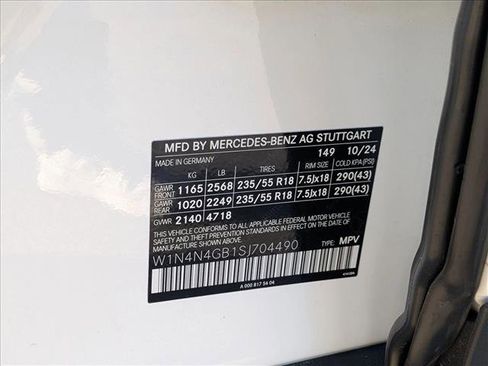 MFD BY MERCEDES-BENZ AG STUTTGART
MADE IN GERMANY 149 10/24
KG LB TIRES RIM SIZE COLD KPA (PSI)
GAWR FRONT 1165 2568 235/55 R18 7.5Jx18 290(43)
GAWR REAR 1020 2249 235/55 R18 7.5Jx18 290(43)
GVWR 2140 4718
THIS VEHICLE CONFORMS TO ALL APPLICABLE FEDERAL MOTOR VEHICLE
SAFETY STANDARDS IN EFFECT ON THE DATE OF
MANUFACTURE SHOWN ABOVE.
W1N4N4GB1SJ704490 TYPE: MPV
A 000 817 56 04